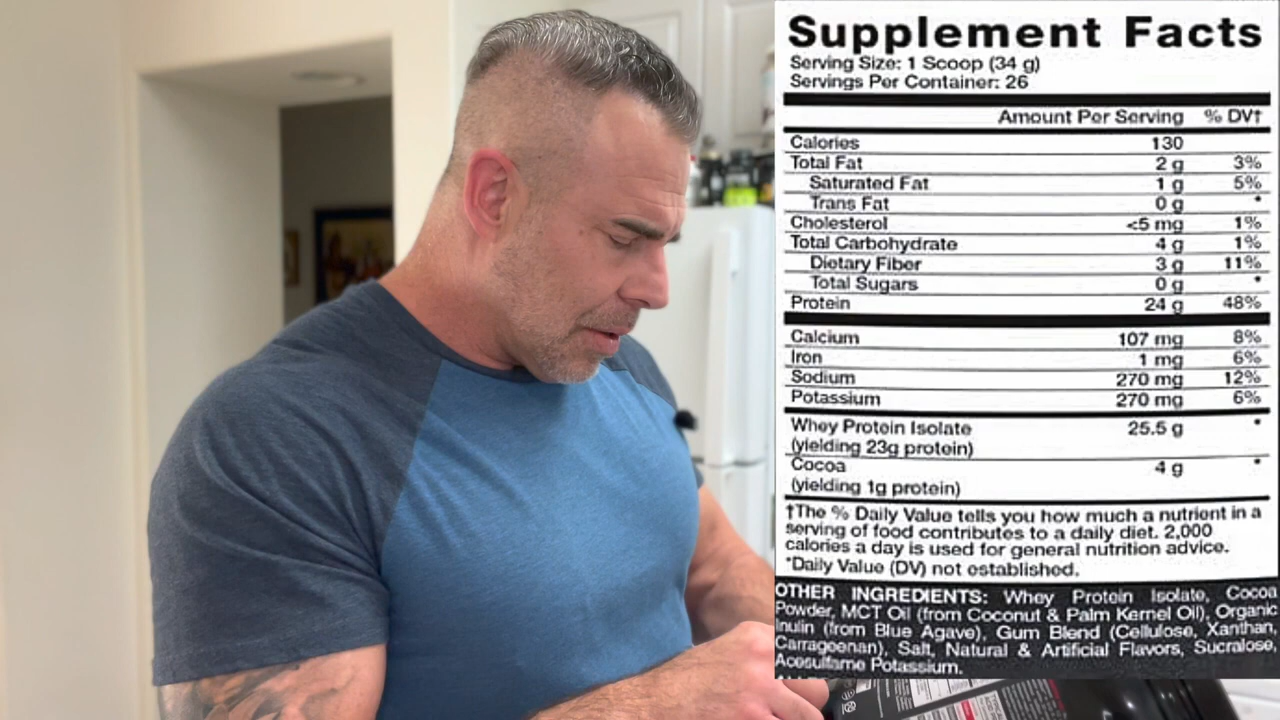 Supplement Facts
Serving Size: 1 Scoop (34 g)
Servings Per Container: 26
Amount Per Serving % DV†
Calories 130
Total Fat 2 g 3%
Saturated Fat 1 g 5%
Trans Fat 0 g *
Cholesterol <5 mg 1%
Total Carbohydrate 4 g 1%
Dietary Fiber 3 g 11%
Total Sugars 0 g *
Protein 24 g 48%
Calcium 107 mg 8%
Iron 1 mg 6%
Sodium 270 mg 12%
Potassium 270 mg 6%
Whey Protein Isolate 25.5 g *
(yielding 23g protein)
Cocoa 4 g *
(yielding 1g protein)
†The % Daily Value tells you how much a nutrient in a
serving of food contributes to a daily diet. 2,000
calories a day is used for general nutrition advice.
*Daily Value (DV) not established.
OTHER INGREDIENTS: Whey Protein Isolate, Cocoa
Powder, MCT Oil (from Coconut & Palm Kernel Oil), Organic
Inulin (from Blue Agave), Gum Blend (Cellulose, Xanthan,
Carrageenan), Salt, Natural & Artificial Flavors, Sucralose,
Acesulfame Potassium.